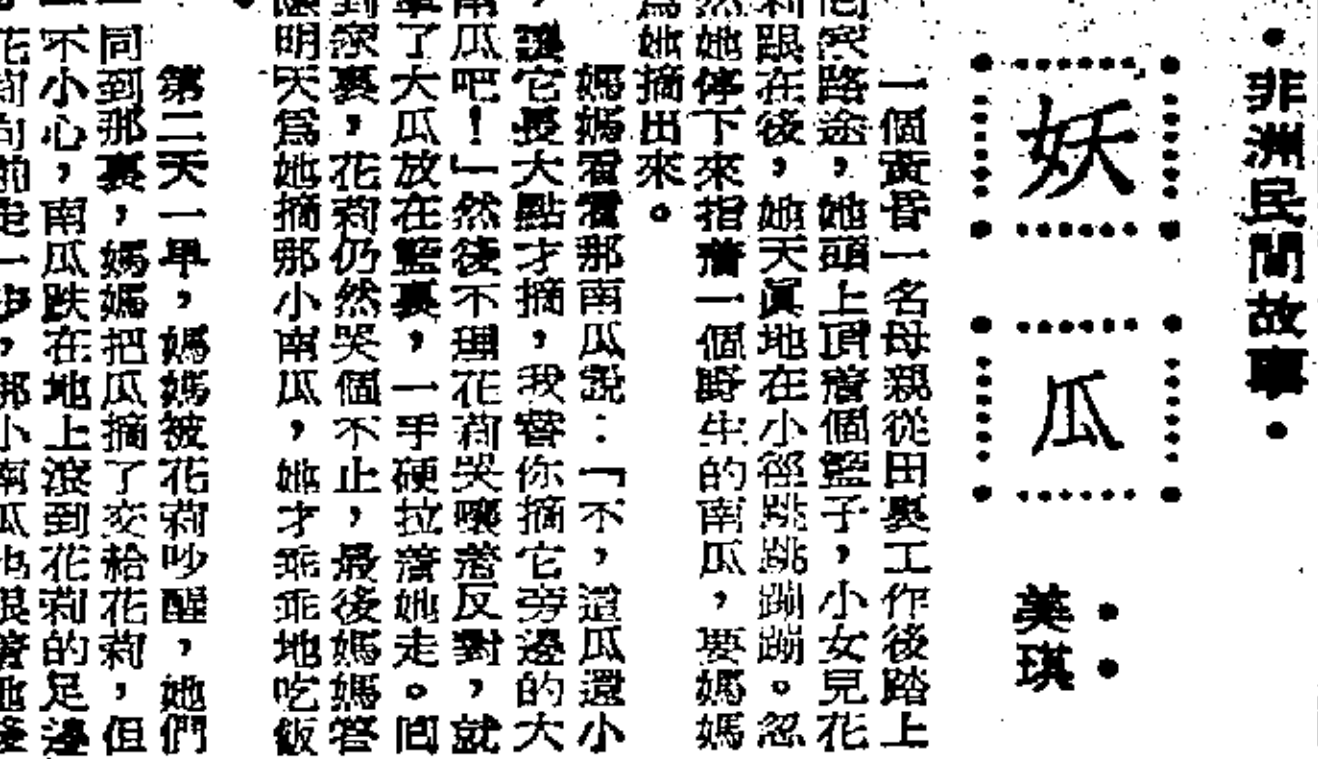 •非洲民間故事•
妖瓜
••美琪
一個黃昏一名母親從田裏工作後踏上
回家路途,她頭上頂着個籃子,小女兒花
莉跟在後,她天眞地在小徑跳跳蹦蹦。忽
然她停下來指着一個野生的南瓜,要媽媽
爲她摘出來。
媽媽看看那南瓜說:「不,這瓜還小
,讓它長大點才摘,我替你摘它旁邊的大
南瓜吧!」然後不理花莉哭嚷着反對,就
拿了大瓜放在籃裏,一手硬拉着她走。回
到家裏,花莉仍然哭個不止,最後媽媽答
應明天爲她摘那小南瓜,她才乖乖地吃飯
。
第二天一早,媽媽被花莉吵醒,她們
一同到那裏,媽媽把瓜摘了交給花莉,但
一不小心,南瓜跌在地上滾到花莉的足邊
花莉向前走一步,那小南瓜也跟着她後